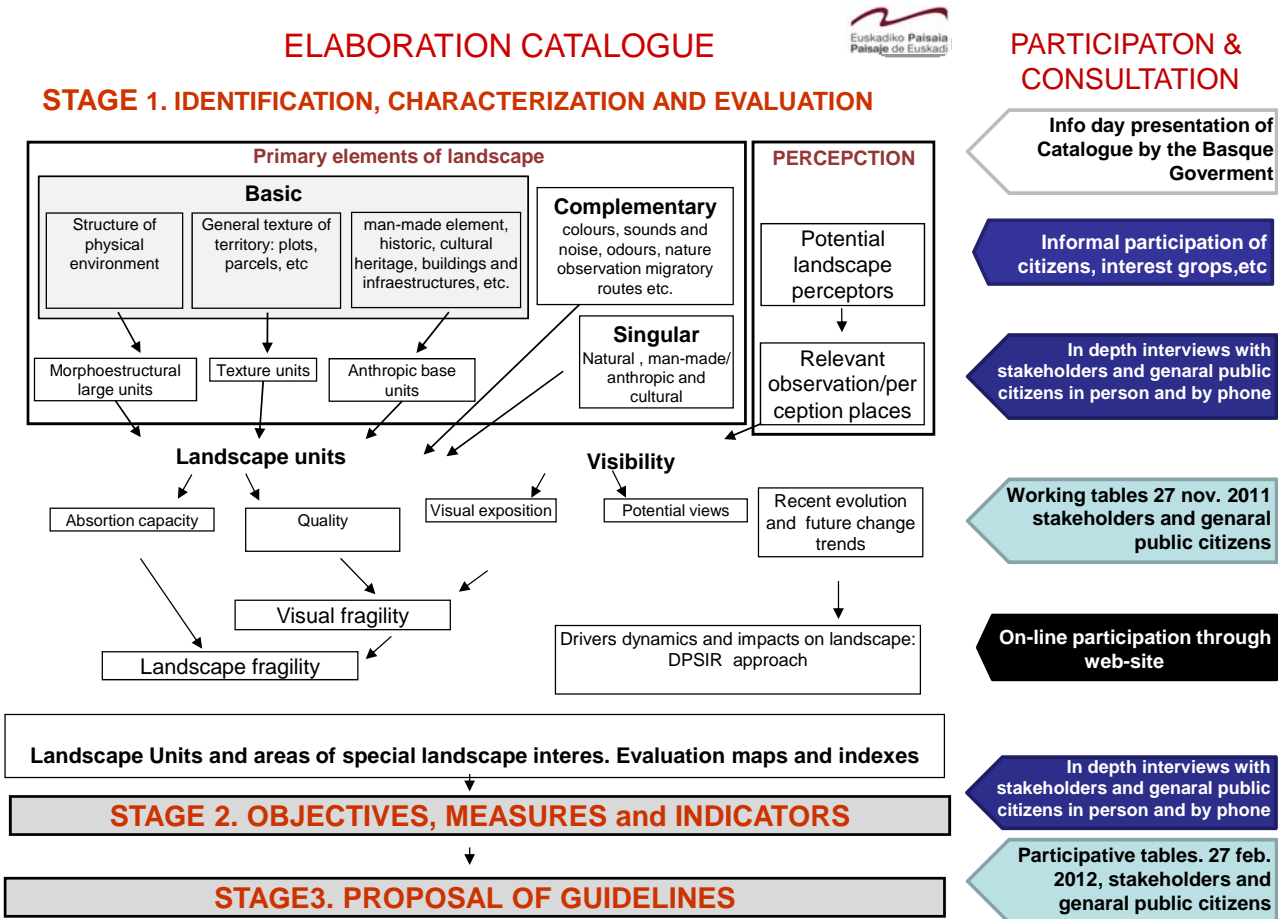 ELABORATION CATALOGUE
Euskadiko Paisaia
Paisaje de Euskadi
PARTICIPATON &
CONSULTATION
STAGE 1. IDENTIFICATION, CHARACTERIZATION AND EVALUATION
Primary elements of landscape
Basic
Structure of
physical
environment
General texture of
territory: plots,
parcels, etc
man-made element,
historic, cultural
heritage, buildings and
infraestructures, etc.
Complementary
colours, sounds and
noise, odours, nature
observation migratory
routes etc.
Singular
Natural , man-made/
anthropic and
cultural
Morphoestructural
large units
Texture units
Anthropic base
units
PERCEPCTION
Potential
landscape
perceptors
Relevant
observation/per
ception places
Landscape units
Visibility
Absortion capacity
Quality
Visual exposition
Potential views
Recent evolution
and future change
trends
Visual fragility
Landscape fragility
Drivers dynamics and impacts on landscape:
DPSIR approach
Landscape Units and areas of special landscape interes. Evaluation maps and indexes
STAGE 2. OBJECTIVES, MEASURES and INDICATORS
STAGE3. PROPOSAL OF GUIDELINES
Info day presentation of
Catalogue by the Basque
Goverment
Informal participation of
citizens, interest grops,etc
In depth interviews with
stakeholders and genaral public
citizens in person and by phone
Working tables 27 nov. 2011
stakeholders and genaral
public citizens
On-line participation through
web-site
In depth interviews with
stakeholders and genaral public
citizens in person and by phone
Participative tables. 27 feb.
2012, stakeholders and
genaral public citizens